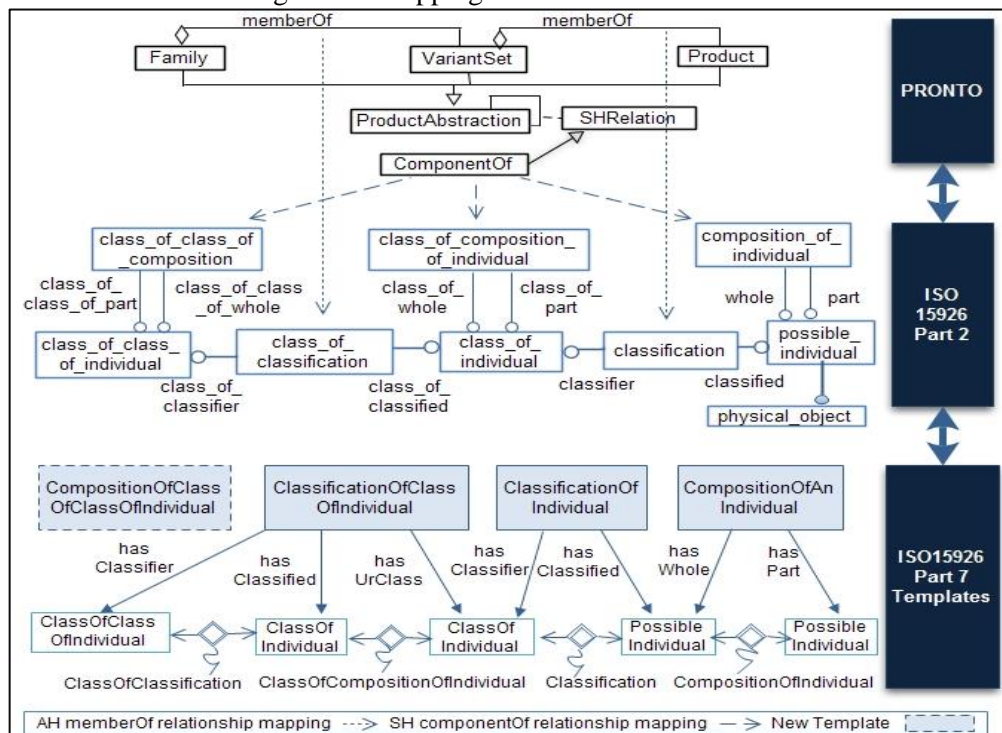 memberOf
memberOf
Family
VariantSet
Product
PRONTO
ProductAbstraction
SHRelation
ComponentOf
class_of_class_of
_composition
class_of_composition_
of_individual
composition_of_
individual
class_of_
class_of_part
class_of_class
_of_whole
class_of_
whole
class_of_
part
whole
part
ISO
15926
Part 2
class_of_class_
of_individual
class_of_
classification
class_of_
individual
classification
possible_
individual
class_of_
classifier
class_of_
classified
classifier
classified
physical_object
CompositionOfClass
OfClassOfIndividual
ClassificationOfClass
OfIndividual
ClassificationOf
Individual
CompositionOfAn
Individual
has
Classifier
has
Classified
has
UrClass
has
Classifier
has
Classified
has
Whole
has
Part
ISO15926
Part 7
Templates
ClassOfClass
OfIndividual
ClassOf
Individual
ClassOf
Individual
Possible
Individual
Possible
Individual
ClassOfClassification
ClassOfCompositionOfIndividual
Classification
CompositionOfIndividual
AH memberOf relationship mapping
SH componentOf relationship mapping
New Template